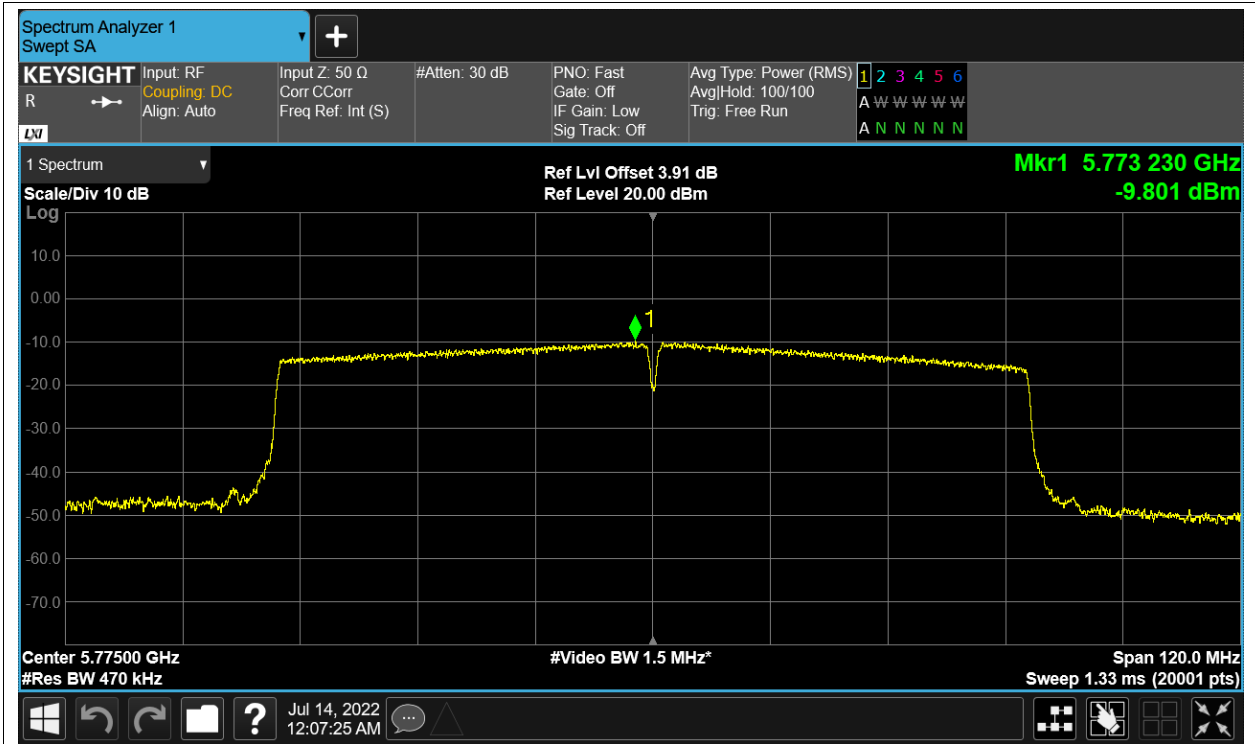 Spectrum Analyzer 1
Swept SA
+
KEYSIGHT
R
LXI
Input: RF
Coupling: DC
Align: Auto
Input Z: 50 Ω
Corr CCorr
Freq Ref: Int (S)
#Atten: 30 dB
PNO: Fast
Gate: Off
IF Gain: Low
Sig Track: Off
Avg Type: Power (RMS)
Avg|Hold: 100/100
Trig: Free Run
1 2 3 4 5 6
A W W W W W
A N N N N N
1 Spectrum
Scale/Div 10 dB
Ref Lvl Offset 3.91 dB
Ref Level 20.00 dBm
Mkr1 5.773 230 GHz
-9.801 dBm
Log
10.0
0.00
1
-10.0
-20.0
-30.0
-40.0
-50.0
-60.0
-70.0
Center 5.77500 GHz
#Video BW 1.5 MHz*
Span 120.0 MHz
#Res BW 470 kHz
Sweep 1.33 ms (20001 pts)
?
Jul 14, 2022
12:07:25 AM